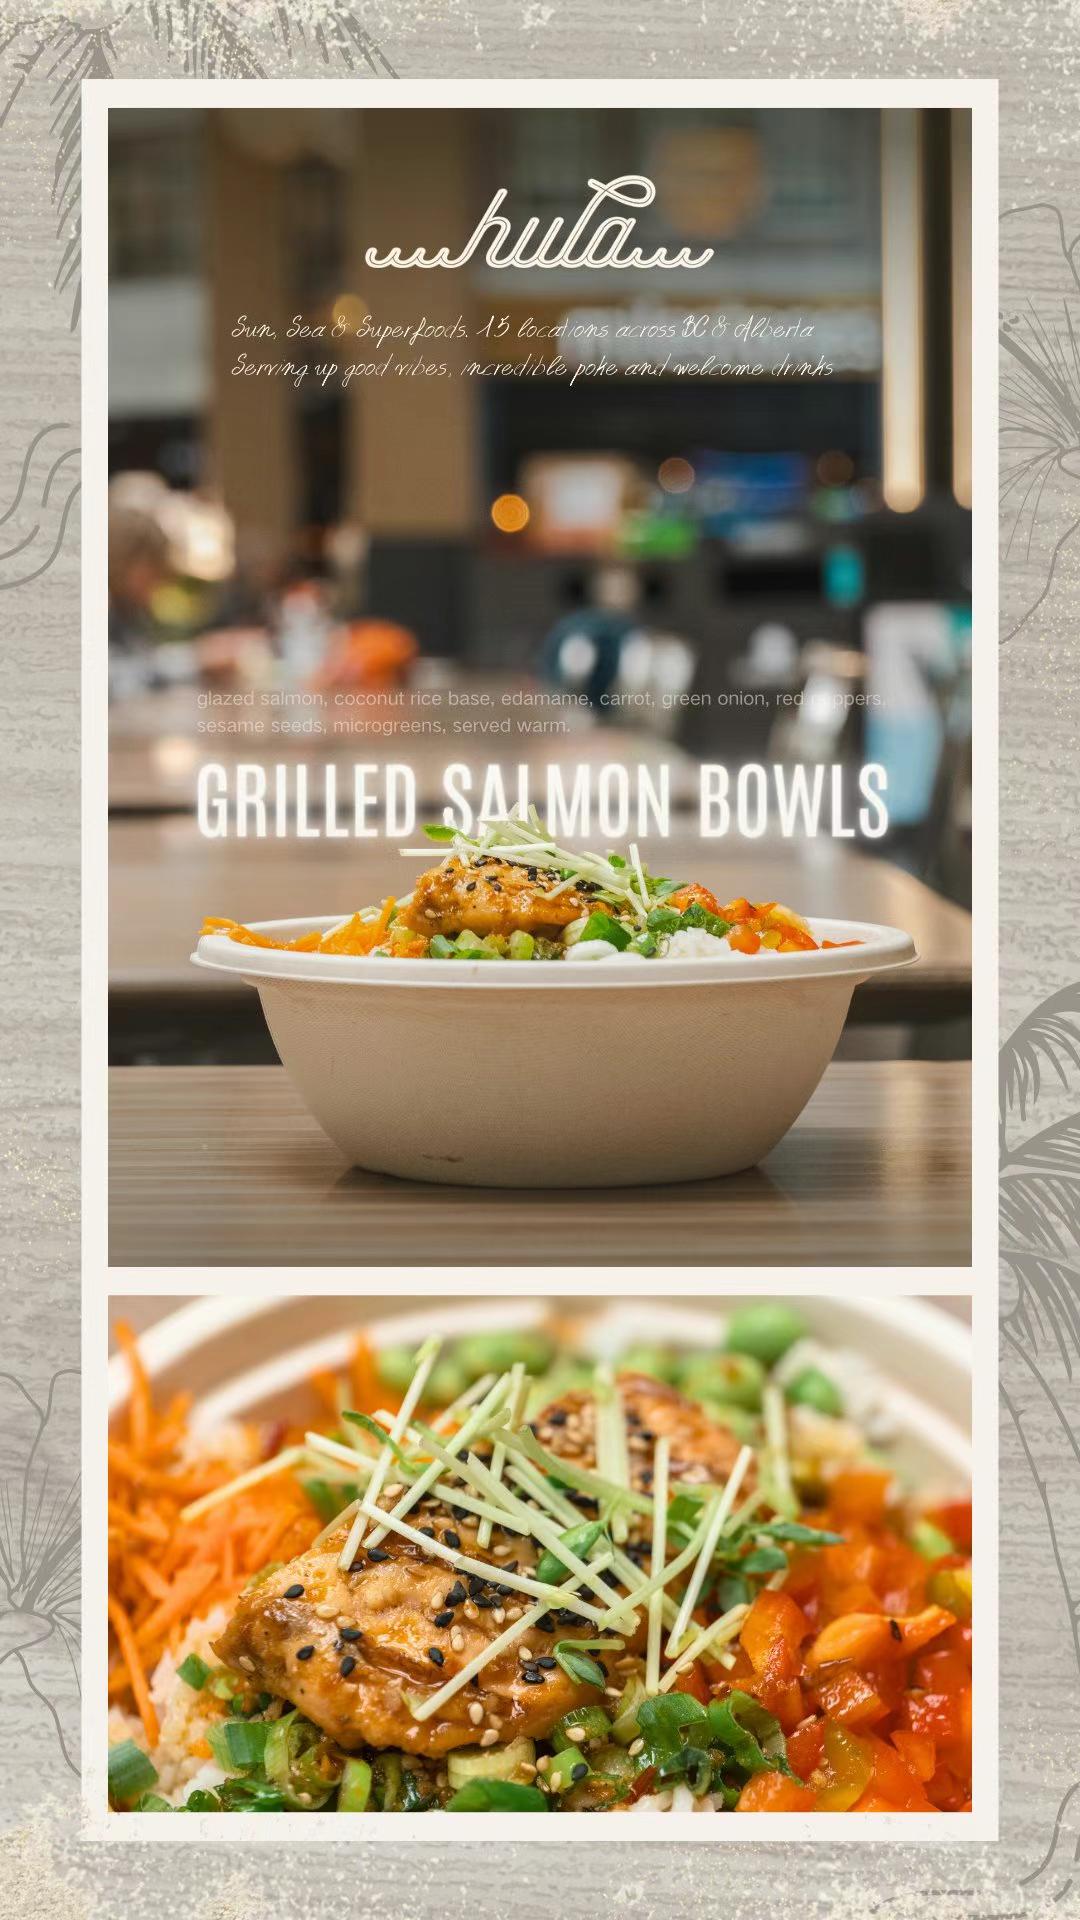 hula
Sun, Sea & Superfoods. 15 locations across BC & Alberta
Serving up good vibes, incredible poke and welcome drinks
glazed salmon, coconut rice base, edamame, carrot, green onion, red peppers,
sesame seeds, microgreens, served warm.
GRILLED SALMON BOWLS